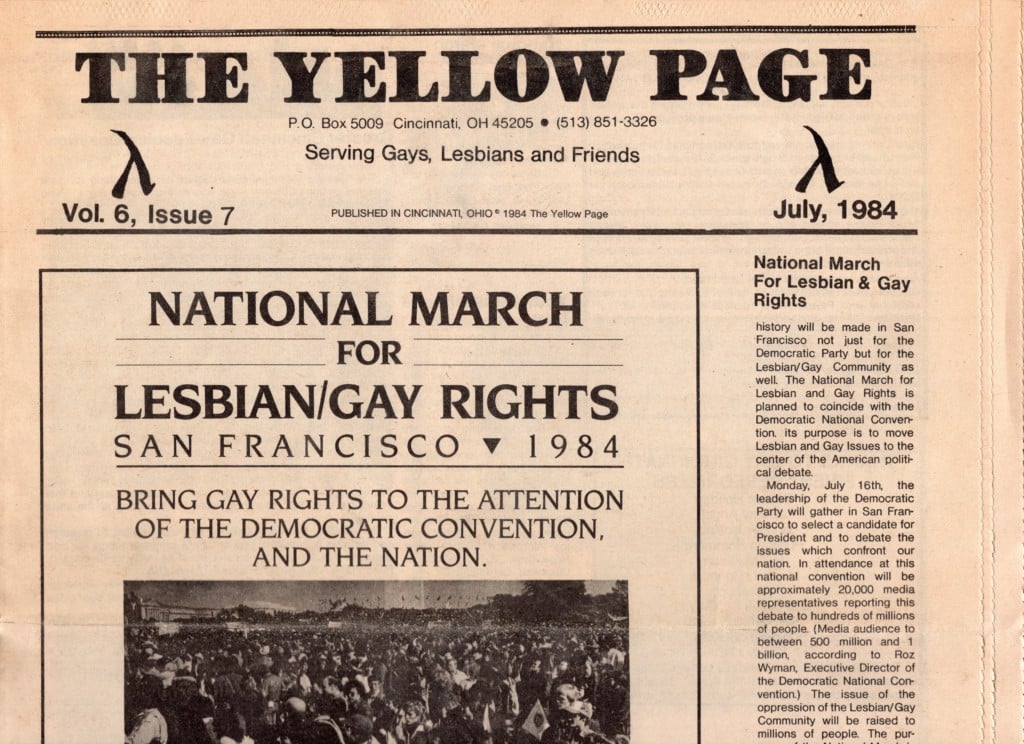 THE YELLOW PAGE
P.O. Box 5009 Cincinnati, OH 45205 • (513) 851-3326
Serving Gays, Lesbians and Friends
λ
λ
Vol. 6, Issue 7
PUBLISHED IN CINCINNATI, OHIO © 1984 The Yellow Page
July, 1984
NATIONAL MARCH
FOR
LESBIAN/GAY RIGHTS
SAN FRANCISCO ▼ 1984
BRING GAY RIGHTS TO THE ATTENTION
OF THE DEMOCRATIC CONVENTION,
AND THE NATION.
National March
For Lesbian & Gay
Rights
history will be made in San
Francisco not just for the
Democratic Party but for the
Lesbian/Gay Community as
well. The National March for
Lesbian and Gay Rights is
planned to coincide with the
Democratic National Conven-
tion. its purpose is to move
Lesbian and Gay Issues to the
center of the American politi-
cal debate.
Monday, July 16th, the
leadership of the Democratic
Party will gather in San Fran-
cisco to select a candidate for
President and to debate the
issues which confront our
nation. In attendance at this
national convention will be
approximately 20,000 media
representatives reporting this
debate to hundreds of millions
of people. (Media audience to
between 500 million and 1
billion, according to Roz
Wyman, Executive Director of
the Democratic National Con-
vention.) The issue of the
oppression of the Lesbian/Gay
Community will be raised to
millions of people. The pur-